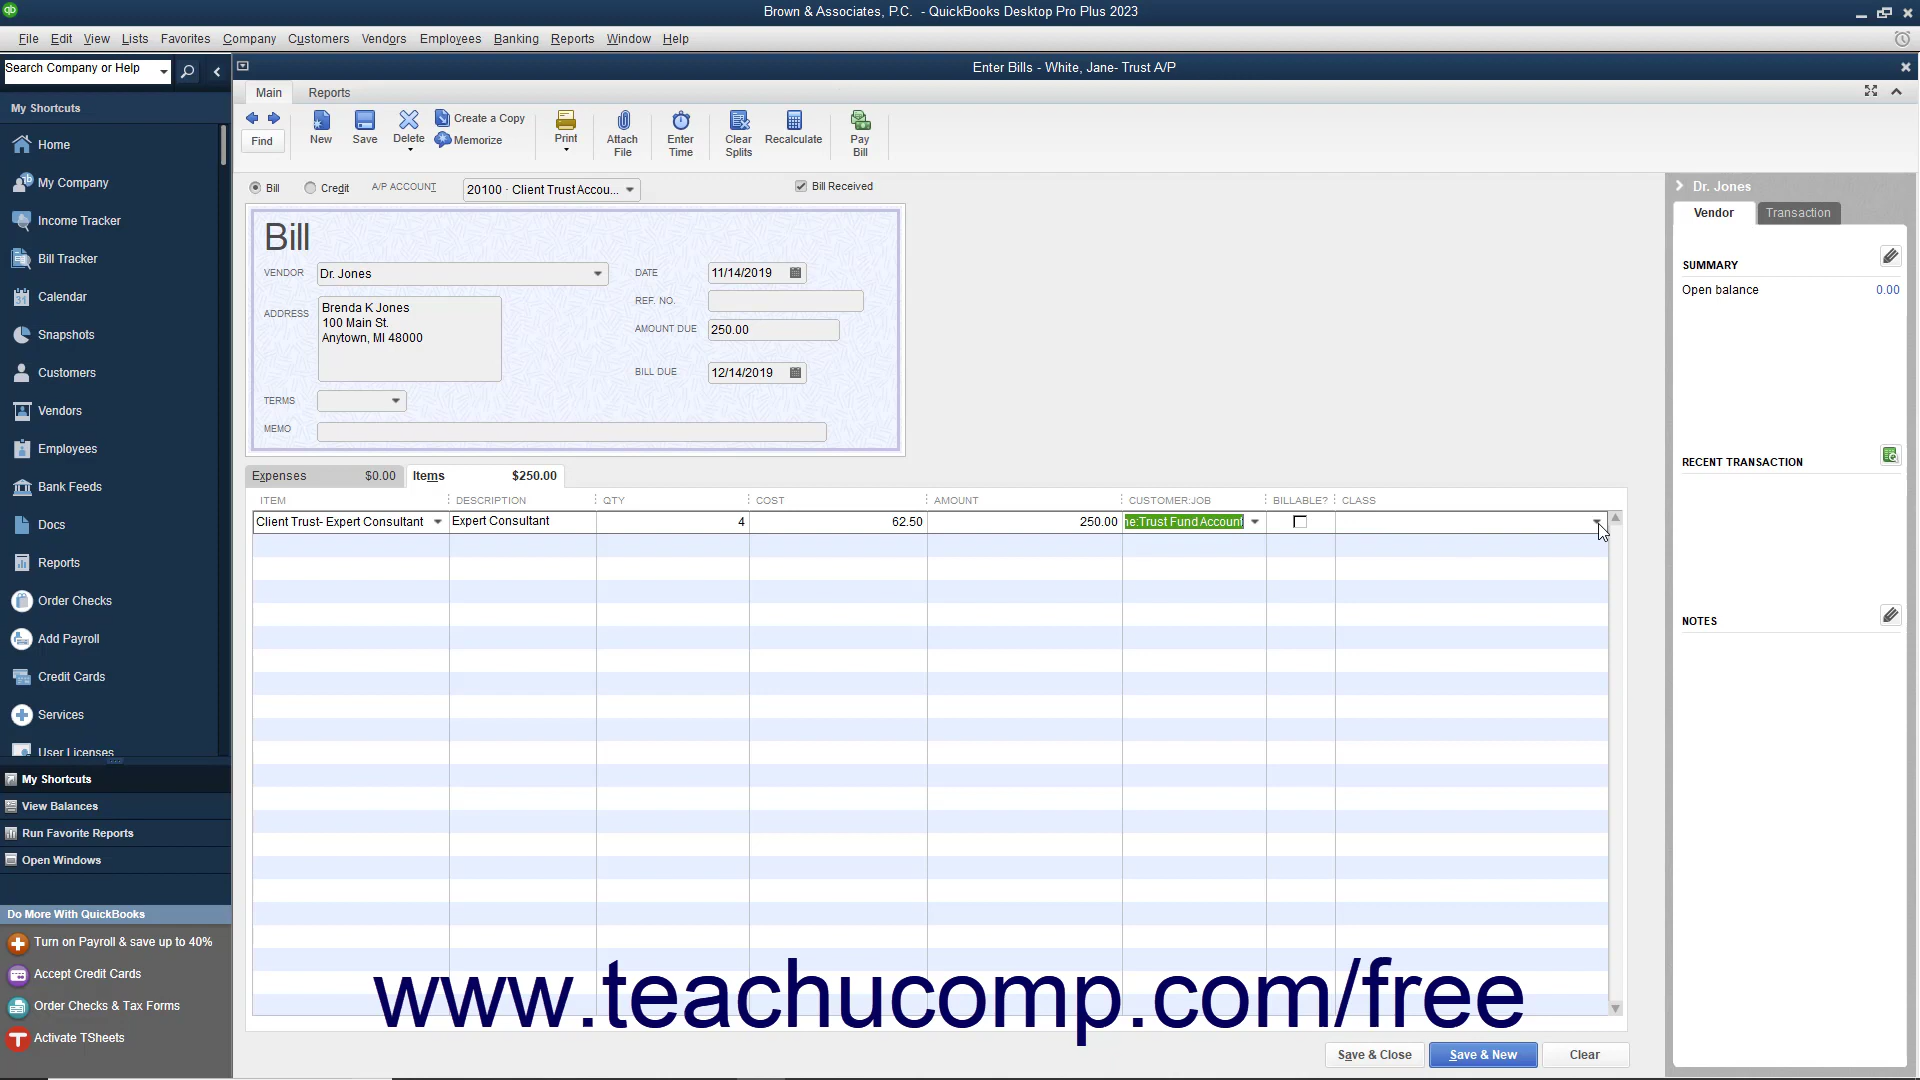 Brown & Associates, P.C. - QuickBooks Desktop Pro Plus 2023
File Edit View Lists Favorites Company Customers Vendors Employees Banking Reports Window Help
Search Company or Help
Enter Bills - White, Jane- Trust A/P
My Shortcuts
Home
My Company
Income Tracker
Bill Tracker
Calendar
Snapshots
Customers
Vendors
Employees
Bank Feeds
Docs
Reports
Order Checks
Add Payroll
Credit Cards
Services
User Licenses
My Shortcuts
View Balances
Run Favorite Reports
Open Windows
Do More With QuickBooks
Turn on Payroll & save up to 40%
Accept Credit Cards
Order Checks & Tax Forms
Activate TSheets
Main Reports
Find
New
Save
Delete
Create a Copy
Memorize
Print
Attach File
Enter Time
Clear Splits
Recalculate
Pay Bill
Bill Credit A/P ACCOUNT 20100 · Client Trust Accou... Bill Received
Bill
VENDOR Dr. Jones
DATE 11/14/2019
ADDRESS
Brenda K Jones
100 Main St.
Anytown, MI 48000
REF. NO.
AMOUNT DUE 250.00
BILL DUE 12/14/2019
TERMS
MEMO
Expenses $0.00 Items $250.00
ITEM DESCRIPTION QTY COST AMOUNT CUSTOMER:JOB BILLABLE? CLASS
Client Trust- Expert Consultant Expert Consultant 4 62.50 250.00 ne:Trust Fund Account
Dr. Jones
Vendor Transaction
SUMMARY
Open balance 0.00
RECENT TRANSACTION
NOTES
www.teachucomp.com/free
Save & Close Save & New Clear